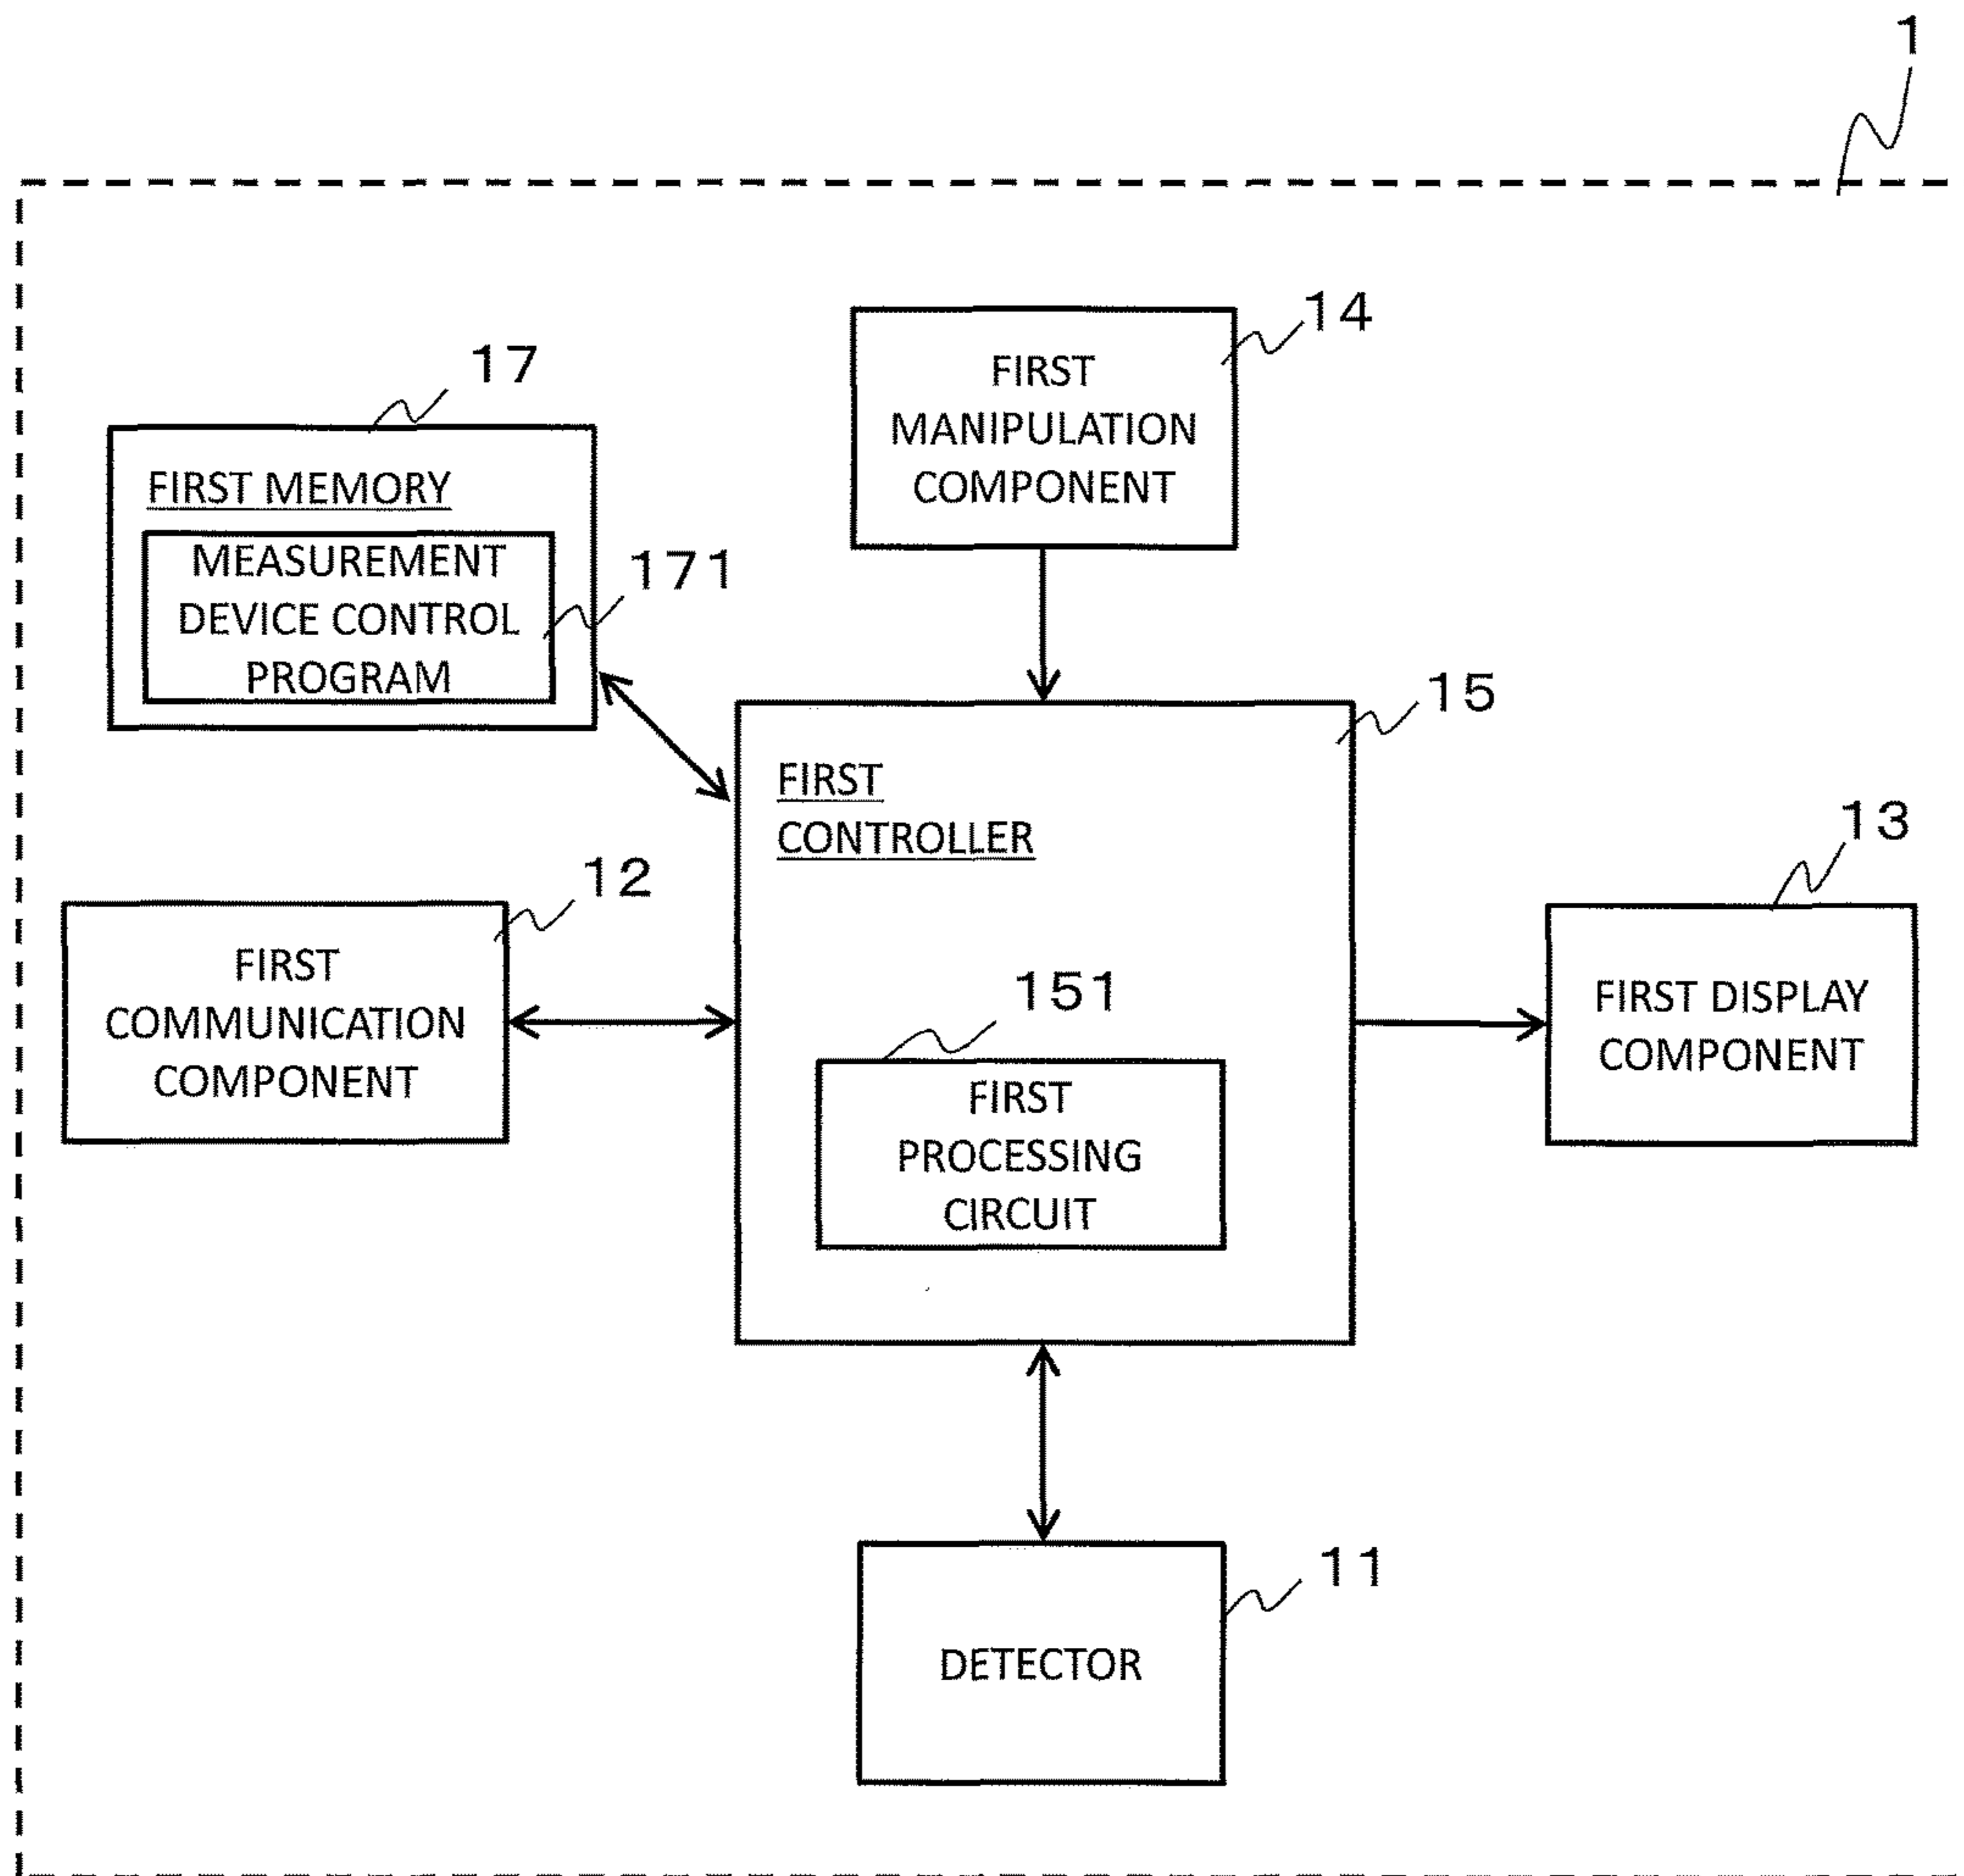 1
14
FIRST
MANIPULATION
COMPONENT
17
FIRST MEMORY
MEASUREMENT
DEVICE CONTROL
PROGRAM
171
15
FIRST
CONTROLLER
13
12
FIRST
COMMUNICATION
COMPONENT
FIRST DISPLAY
COMPONENT
151
FIRST
PROCESSING
CIRCUIT
11
DETECTOR